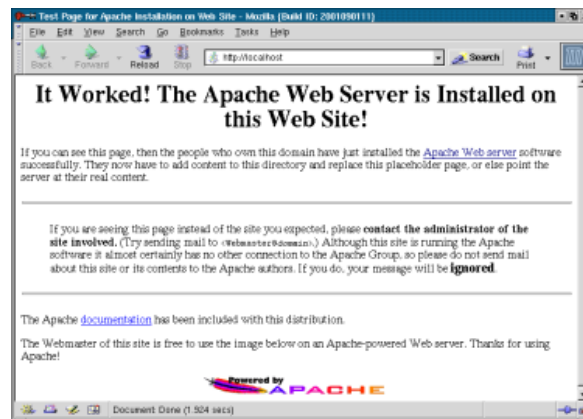 Test Page for Apache Installation on Web Site - Mozilla {Build ID: 2001090111}
File Edit View Search Go Bookmarks Tasks Help
Back Forward Reload Stop http://localhost Search Print
It Worked! The Apache Web Server is Installed on
this Web Site!
If you can see this page, then the people who own this domain have just installed the Apache Web server software
successfully. They now have to add content to this directory and replace this placeholder page, or else point the
server at their real content.
If you are seeing this page instead of the site you expected, please contact the administrator of the
site involved. (Try sending mail to <Webmaster@domain>.) Although this site is running the Apache
software it almost certainly has no other connection to the Apache Group, so please do not send mail
about this site or its contents to the Apache authors. If you do, your message will be ignored.
The Apache documentation has been included with this distribution.
The Webmaster of this site is free to use the image below on an Apache-powered Web server. Thanks for using
Apache!
Powered by
APACHE
Document Done (1.924 secs)